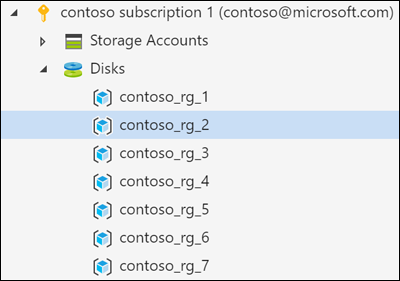 contoso subscription 1 (contoso@microsoft.com)
Storage Accounts
Disks
contoso_rg_1
contoso_rg_2
contoso_rg_3
contoso_rg_4
contoso_rg_5
contoso_rg_6
contoso_rg_7